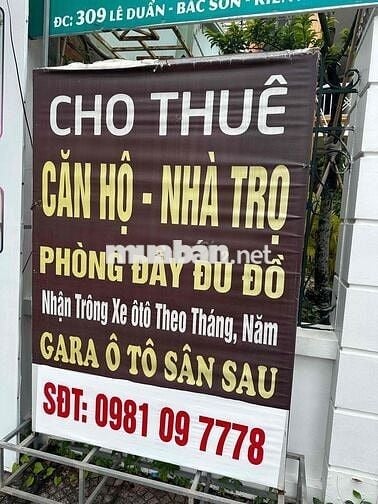 ĐC: 309 LÊ DUẨN - BẮC SƠN - KIẾN
CHO THUÊ
CĂN HỘ - NHÀ TRỌ
muaban.net
PHÒNG ĐẦY ĐỦ ĐỒ
Nhận Trông Xe ôtô Theo Tháng, Năm
GARA Ô TÔ SÂN SAU
SĐT: 0981 09 7778